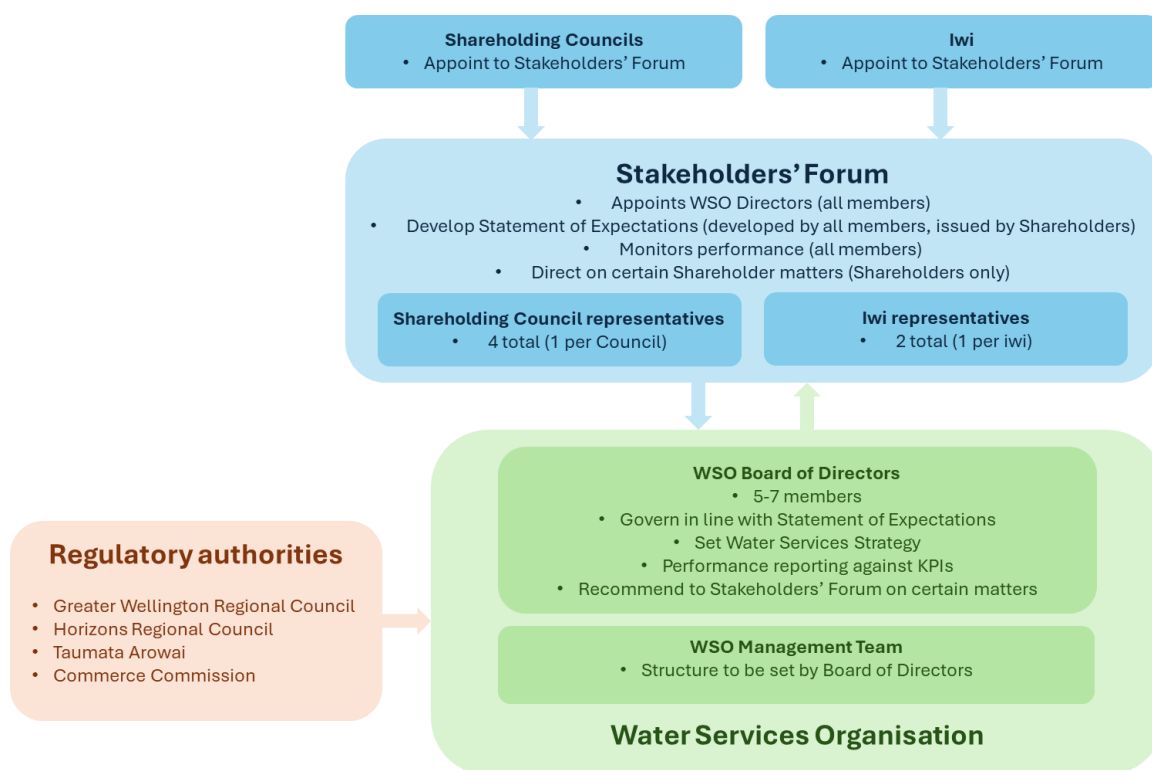 Shareholding Councils
• Appoint to Stakeholders' Forum
Iwi
• Appoint to Stakeholders' Forum
Stakeholders' Forum
• Appoints WSO Directors (all members)
• Develop Statement of Expectations (developed by all members, issued by Shareholders)
• Monitors performance (all members)
• Direct on certain Shareholder matters (Shareholders only)
Shareholding Council representatives
• 4 total (1 per Council)
Iwi representatives
• 2 total (1 per iwi)
WSO Board of Directors
• 5-7 members
• Govern in line with Statement of Expectations
• Set Water Services Strategy
• Performance reporting against KPIs
• Recommend to Stakeholders' Forum on certain matters
WSO Management Team
• Structure to be set by Board of Directors
Water Services Organisation
Regulatory authorities
• Greater Wellington Regional Council
• Horizons Regional Council
• Taumata Arowai
• Commerce Commission